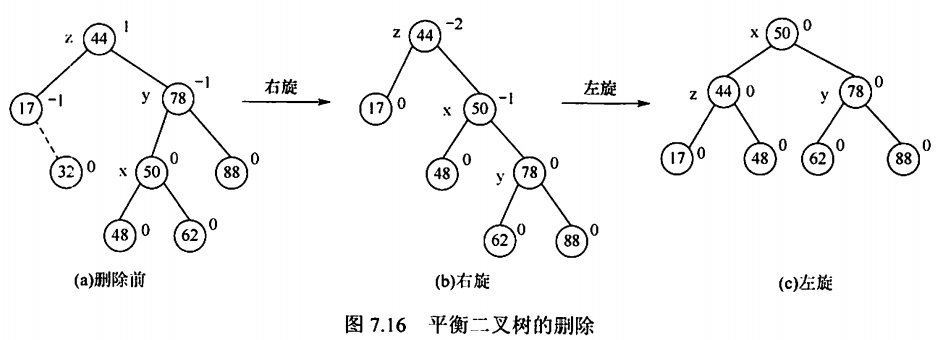 z 44 1
17 -1
y 78 -1
32 0
x 50 0
88 0
48 0
62 0
(a)删除前
右旋
z 44 -2
17 0
x 50 -1
48 0
y 78 0
62 0
88 0
(b)右旋
左旋
x 50 0
z 44 0
y 78 0
17 0
48 0
62 0
88 0
(c)左旋
图 7.16 平衡二叉树的删除